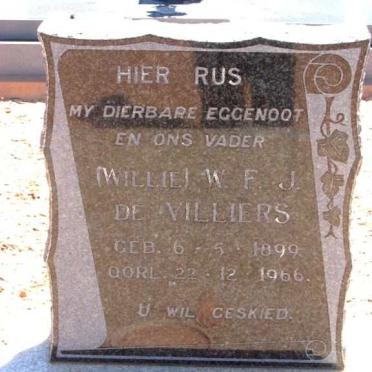 HIER RUS
MY DIERBARE EGGENOOT
EN ONS VADER
(WILLIE) W. F. J.
DE VILLIERS
GEB. 6 - 5 - 1899
OORL. 22 - 12 - 1966.
U WIL GESKIED.